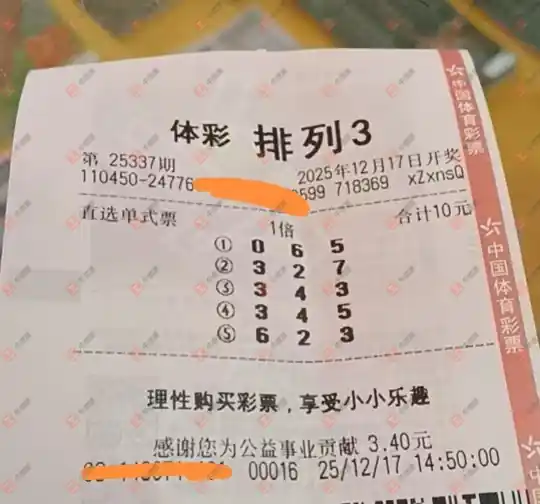 体彩 排列3
第 25337期 2025年12月17日开奖
110450-24776 599 718369 xZxnsQ
直选单式票 1倍 合计10元
① 0 6 5
② 3 2 7
③ 3 4 3
④ 3 4 5
⑤ 6 2 3
理性购买彩票，享受小小乐趣
感谢您为公益事业贡献 3.40元
00016 25/12/17 14:50:00
中国体育彩票
中国体育彩票
中国